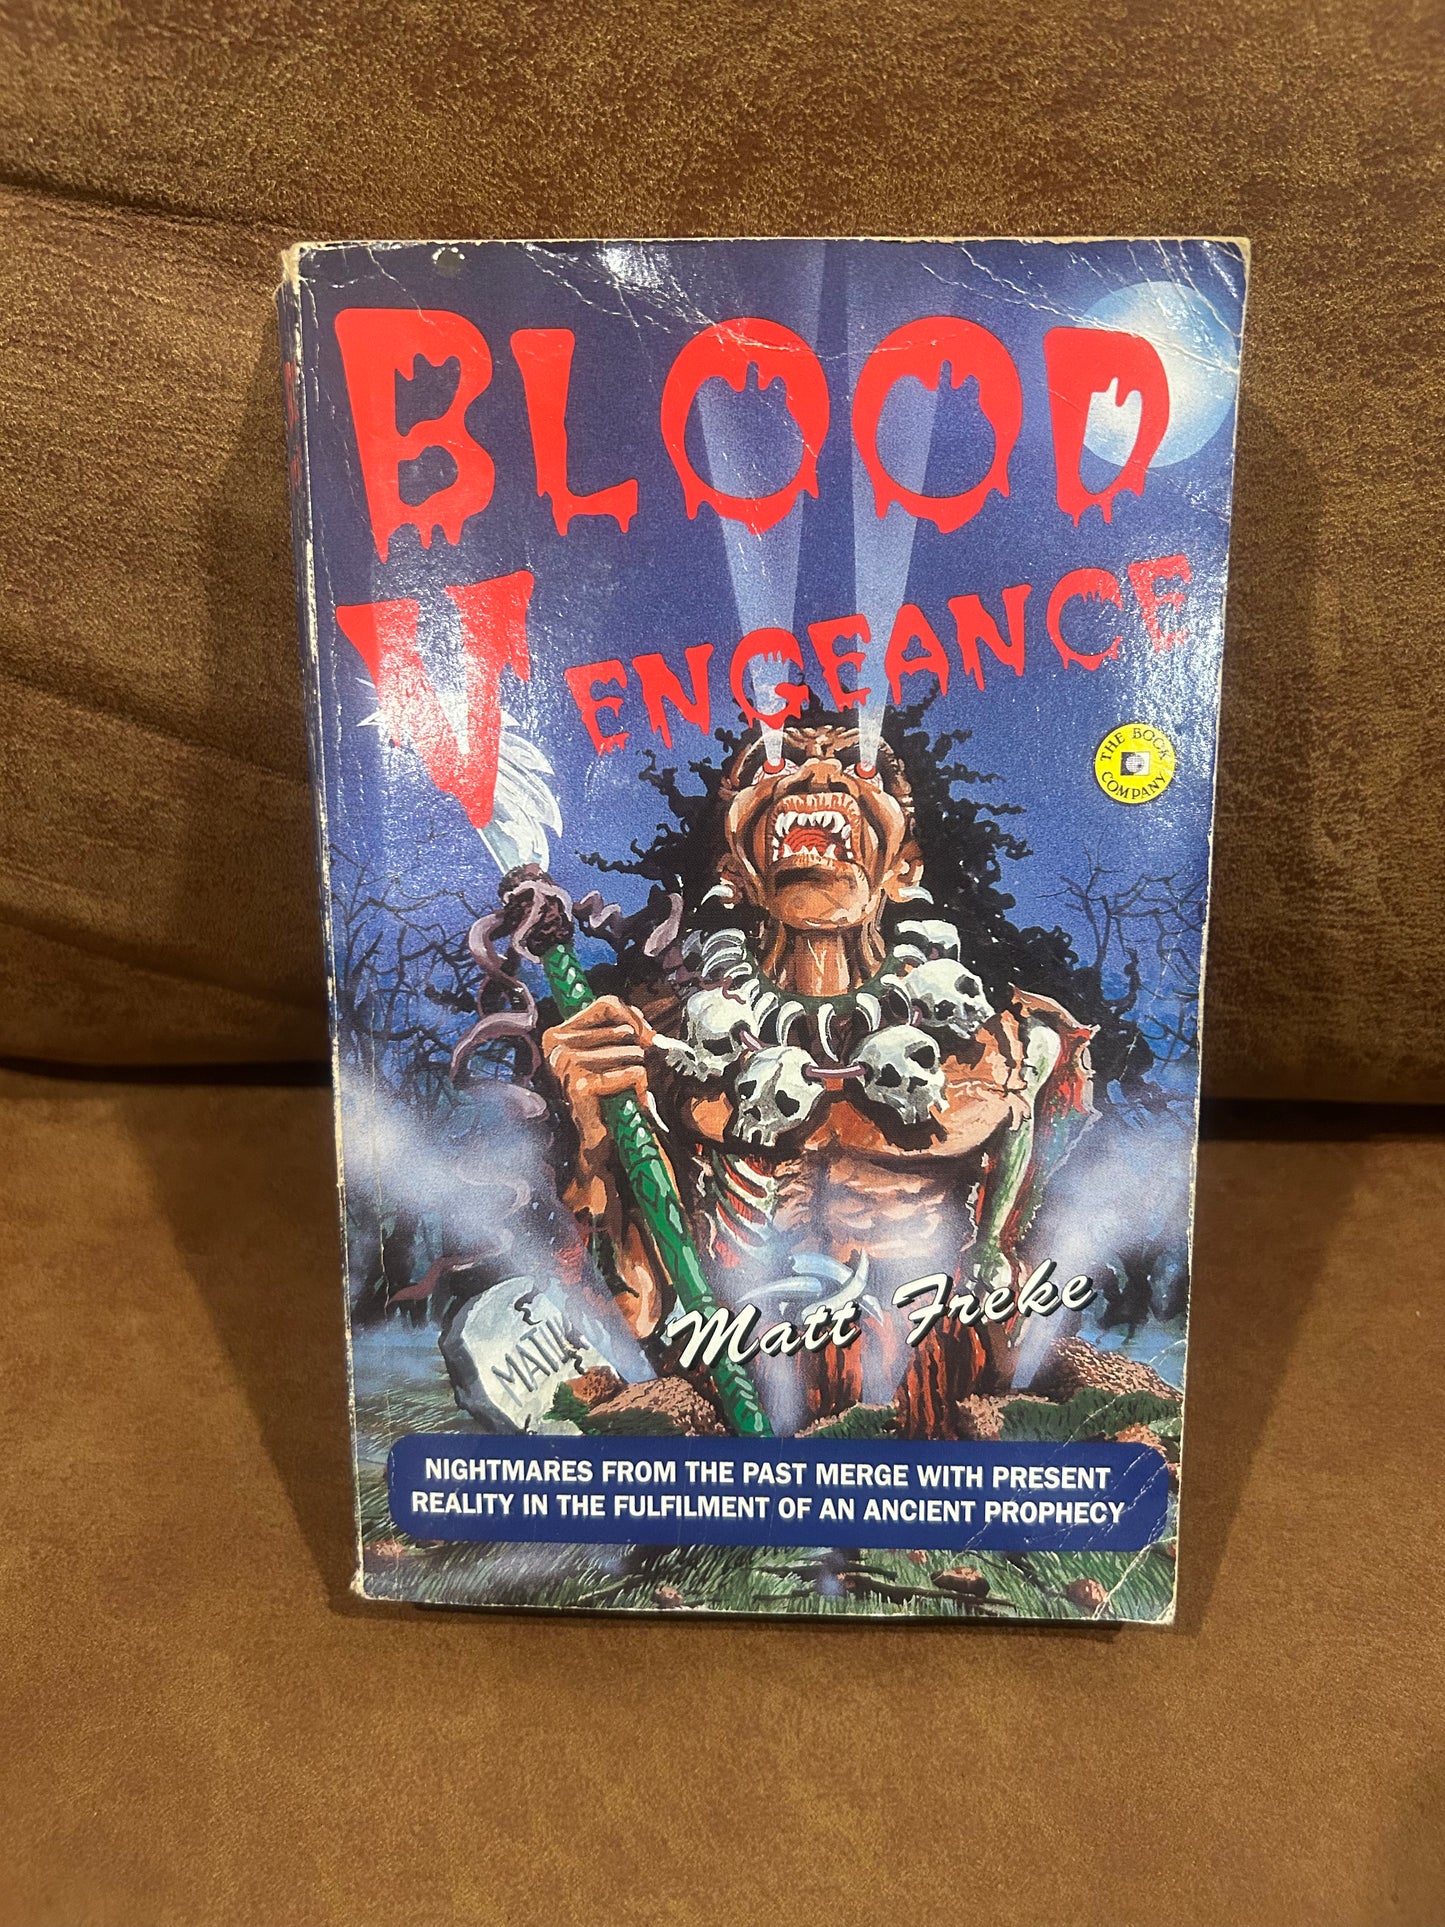 BLOOD
VENGEANCE
THE BOOK
COMPANY
Matt Freke
NIGHTMARES FROM THE PAST MERGE WITH PRESENT
REALITY IN THE FULFILMENT OF AN ANCIENT PROPHECY